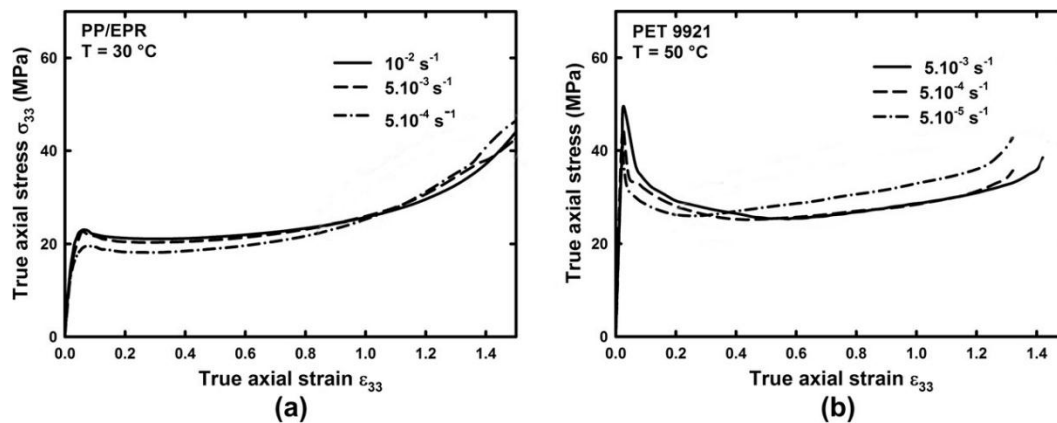 PP/EPR
T = 30 °C
10⁻² s⁻¹
5.10⁻³ s⁻¹
5.10⁻⁴ s⁻¹
True axial stress σ₃₃ (MPa)
60
40
20
0
0.0 0.2 0.4 0.6 0.8 1.0 1.2 1.4
True axial strain ε₃₃
(a)
PET 9921
T = 50 °C
5.10⁻³ s⁻¹
5.10⁻⁴ s⁻¹
5.10⁻⁵ s⁻¹
True axial stress (MPa)
60
40
20
0
0.0 0.2 0.4 0.6 0.8 1.0 1.2 1.4
True axial strain ε₃₃
(b)